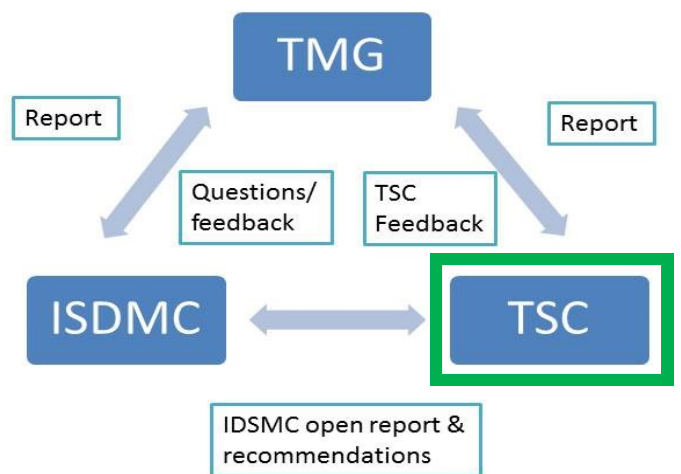 TMG
Report
Report
Questions/
feedback
TSC
Feedback
ISDMC
TSC
IDSMC open report &
recommendations